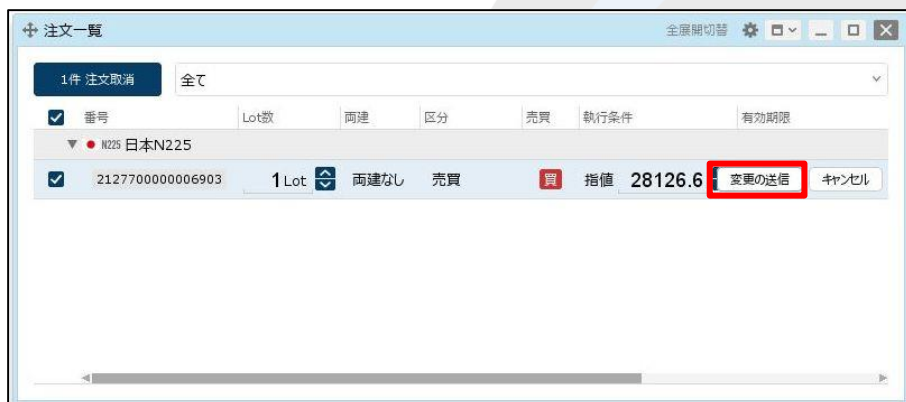 注文一覧 全展開切替
1件 注文取消 全て
番号 Lot数 両建 区分 売買 執行条件 有効期限
N225 日本N225
2127700000006903 1 Lot 両建なし 売買 買 指値 28126.6 変更の送信 キャンセル